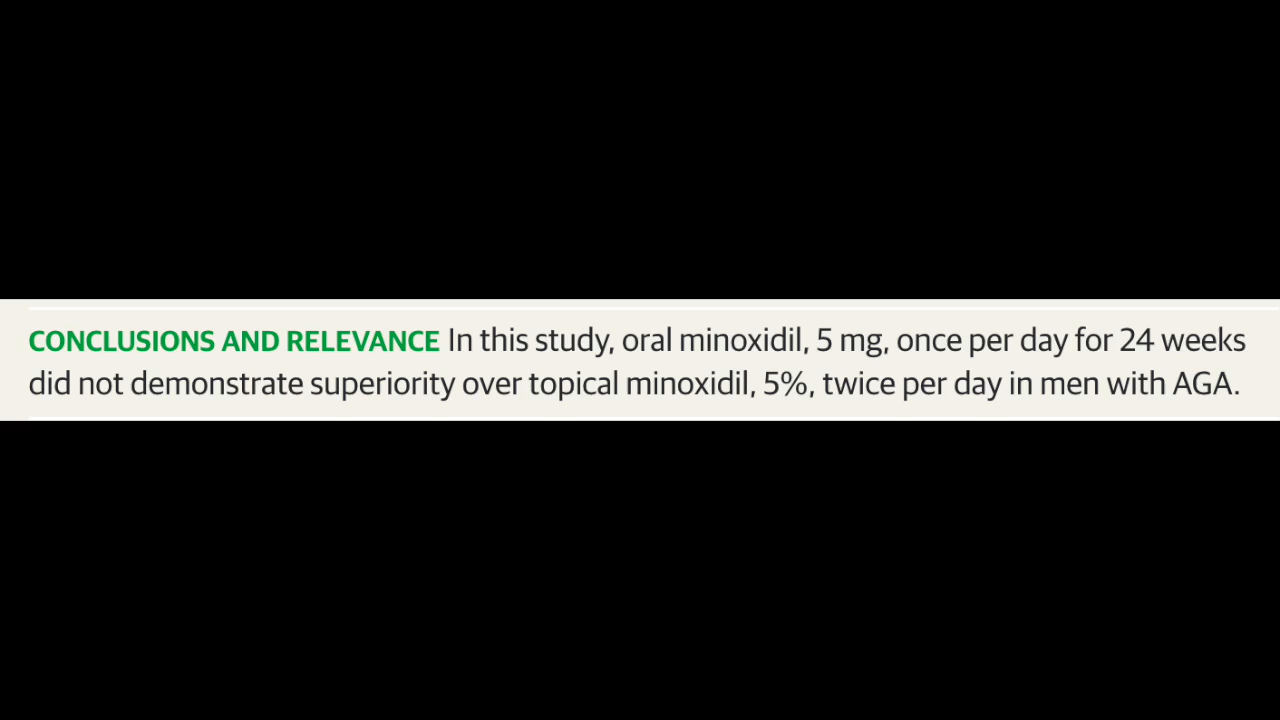 CONCLUSIONS AND RELEVANCE In this study, oral minoxidil, 5 mg, once per day for 24 weeks
did not demonstrate superiority over topical minoxidil, 5%, twice per day in men with AGA.